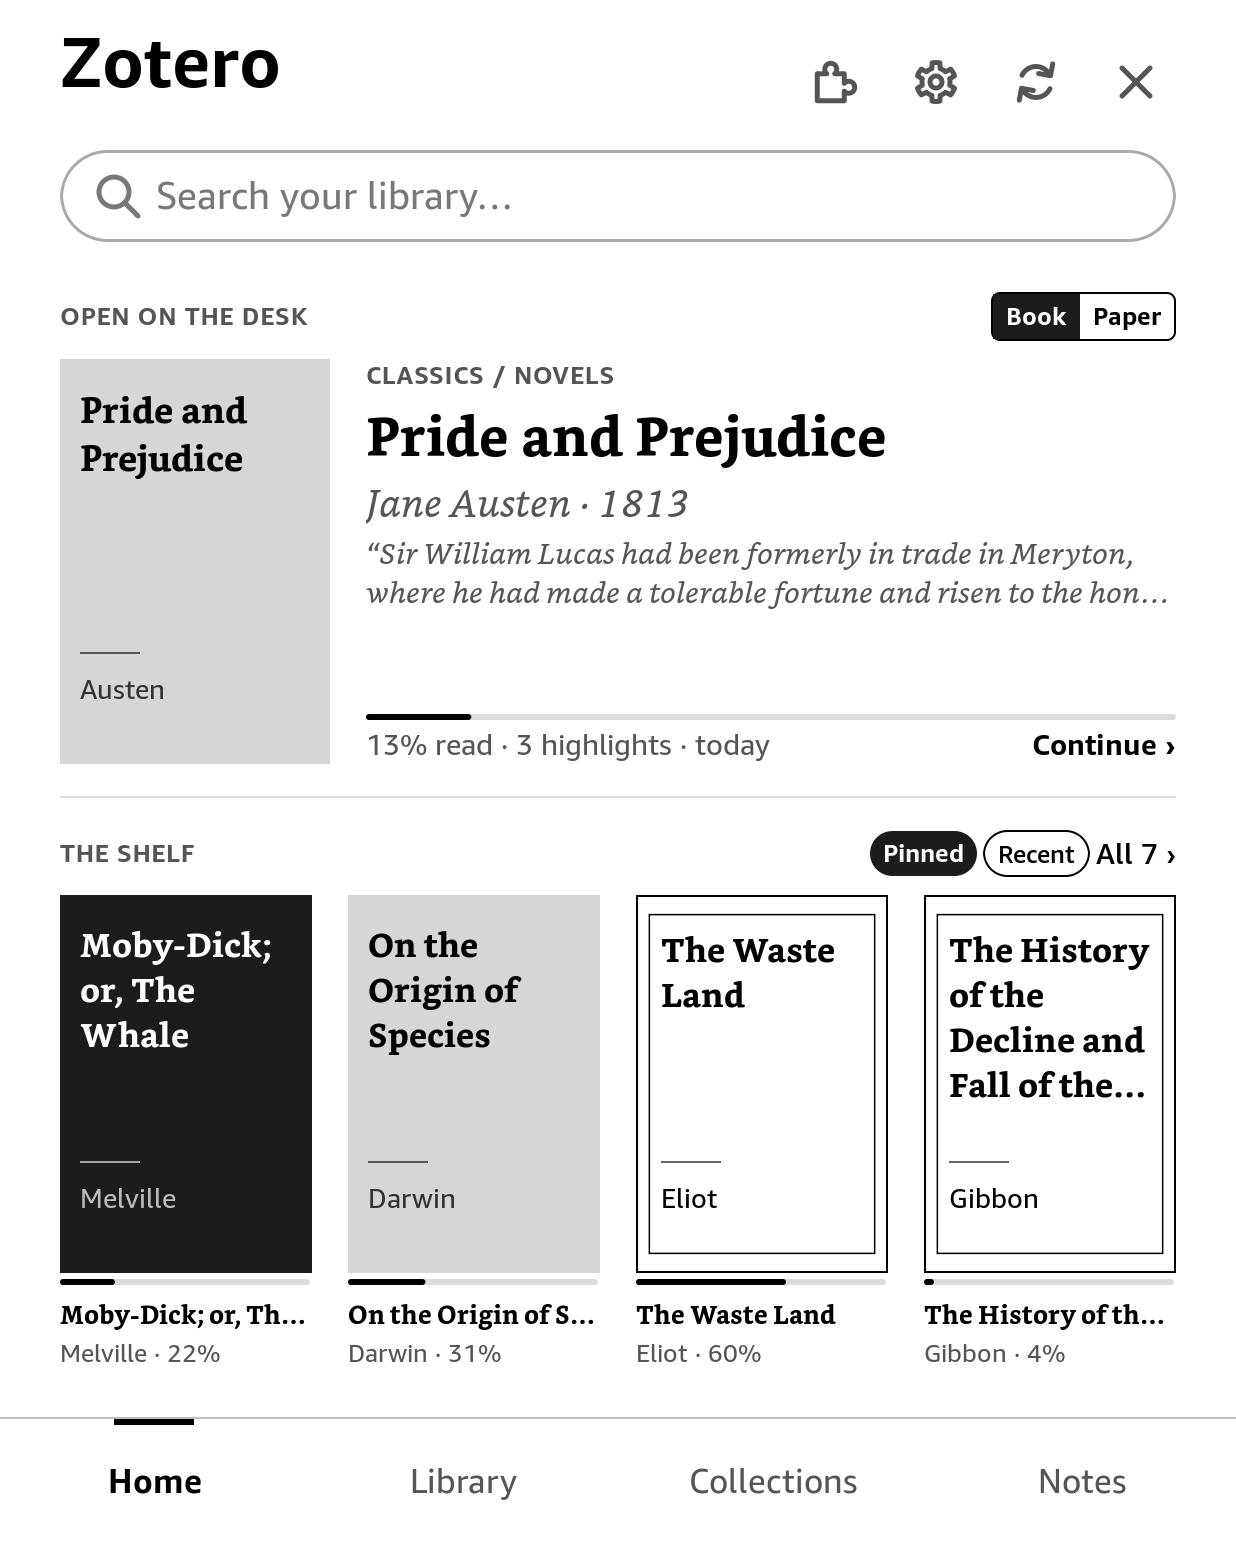 Zotero
Search your library…
OPEN ON THE DESK
Book Paper
Pride and
Prejudice
Austen
CLASSICS / NOVELS
Pride and Prejudice
Jane Austen · 1813
“Sir William Lucas had been formerly in trade in Meryton,
where he had made a tolerable fortune and risen to the hon…
13% read · 3 highlights · today
Continue ›
THE SHELF
Pinned Recent All 7 ›
Moby-Dick;
or, The
Whale
Melville
On the
Origin of
Species
Darwin
The Waste
Land
Eliot
The History
of the
Decline and
Fall of the…
Gibbon
Moby-Dick; or, Th…
Melville · 22%
On the Origin of S…
Darwin · 31%
The Waste Land
Eliot · 60%
The History of th…
Gibbon · 4%
Home Library Collections Notes